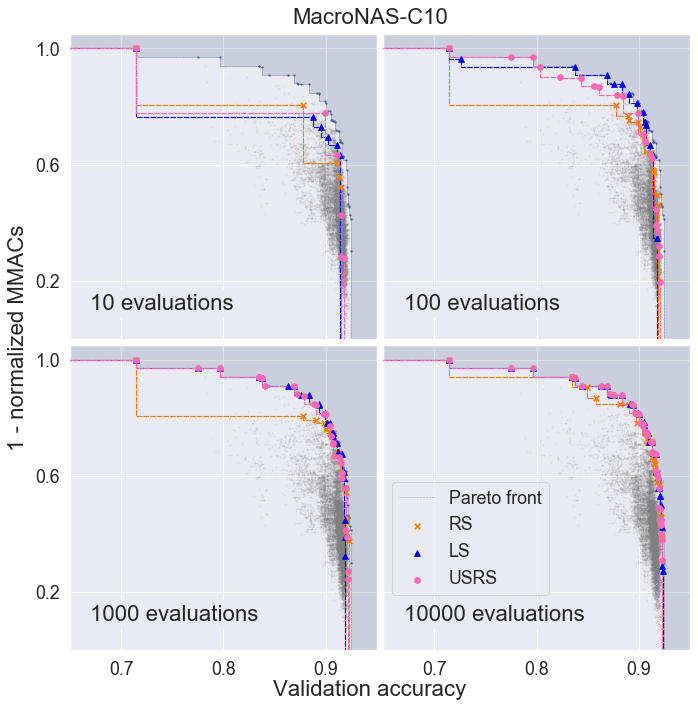 MacroNAS-C10
1 - normalized MMACs
1.0
0.6
0.2
10 evaluations
100 evaluations
1.0
0.6
0.2
1000 evaluations
Pareto front
RS
LS
USRS
10000 evaluations
0.7 0.8 0.9 0.7 0.8 0.9
Validation accuracy